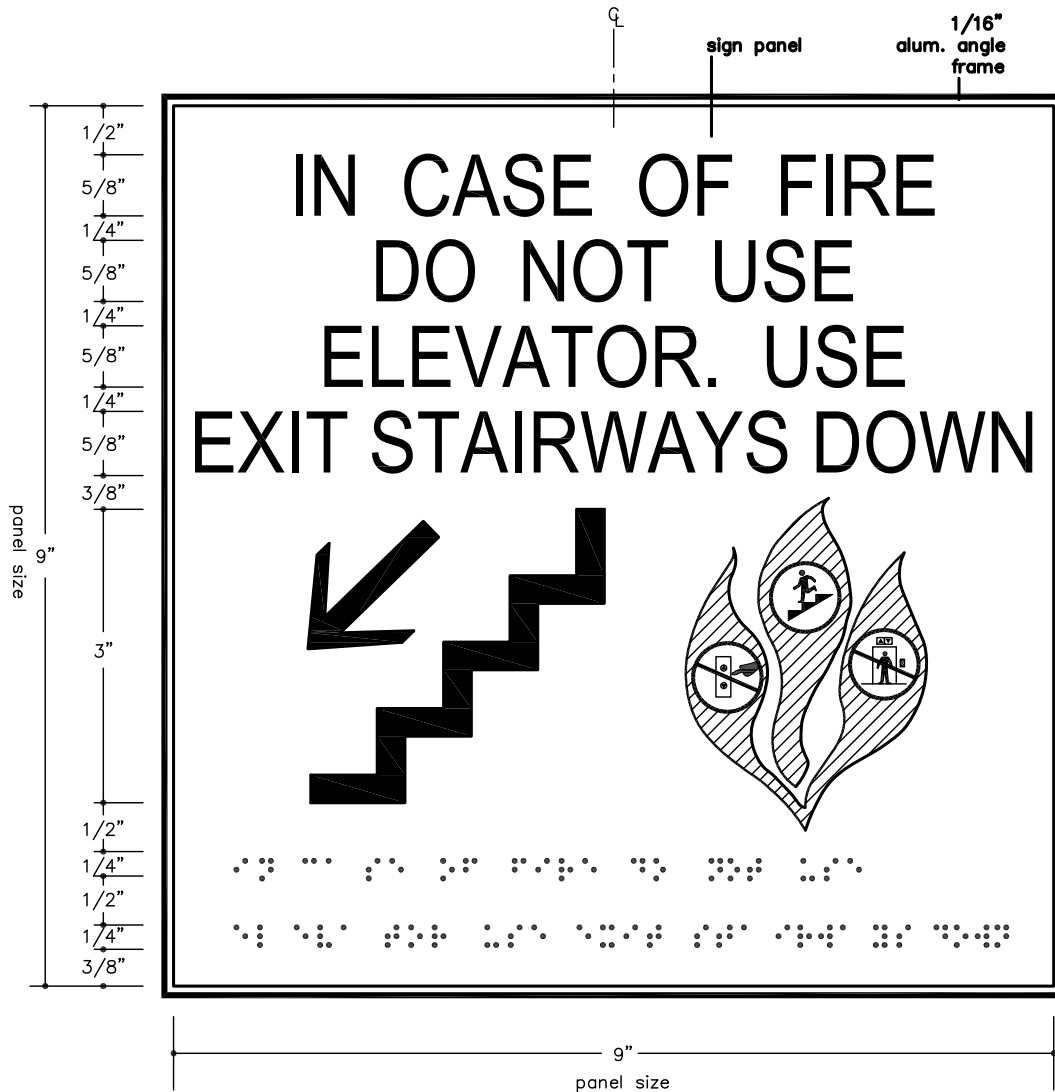 ℄
1/16"
sign panel
alum. angle
frame
1/2"
5/8"
1/4"
5/8"
1/4"
5/8"
1/4"
5/8"
3/8"
3"
1/2"
1/4"
1/2"
1/4"
3/8"
panel size
9"
IN CASE OF FIRE
DO NOT USE
ELEVATOR. USE
EXIT STAIRWAYS DOWN
9"
panel size